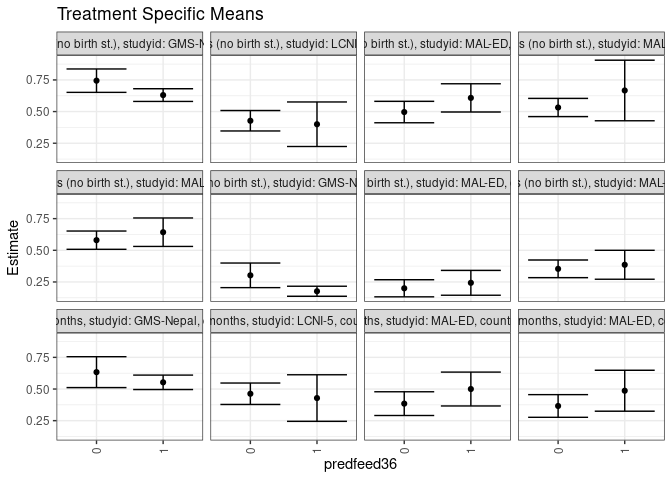 Treatment Specific Means
(no birth st.), studyid: GMS-N
s (no birth st.), studyid: LCNI
birth st.), studyid: MAL-ED,
s (no birth st.), studyid: MAL
0.75
0.50
0.25
s (no birth st.), studyid: MAL
no birth st.), studyid: GMS-N
birth st.), studyid: MAL-ED,
s (no birth st.), studyid: MAL-
0.75
0.50
0.25
Estimate
onths, studyid: GMS-Nepal,
months, studyid: LCNI-5, cou
ths, studyid: MAL-ED, count
months, studyid: MAL-ED, co
0.75
0.50
0.25
0 1 0 1 0 1 0 1
predfeed36